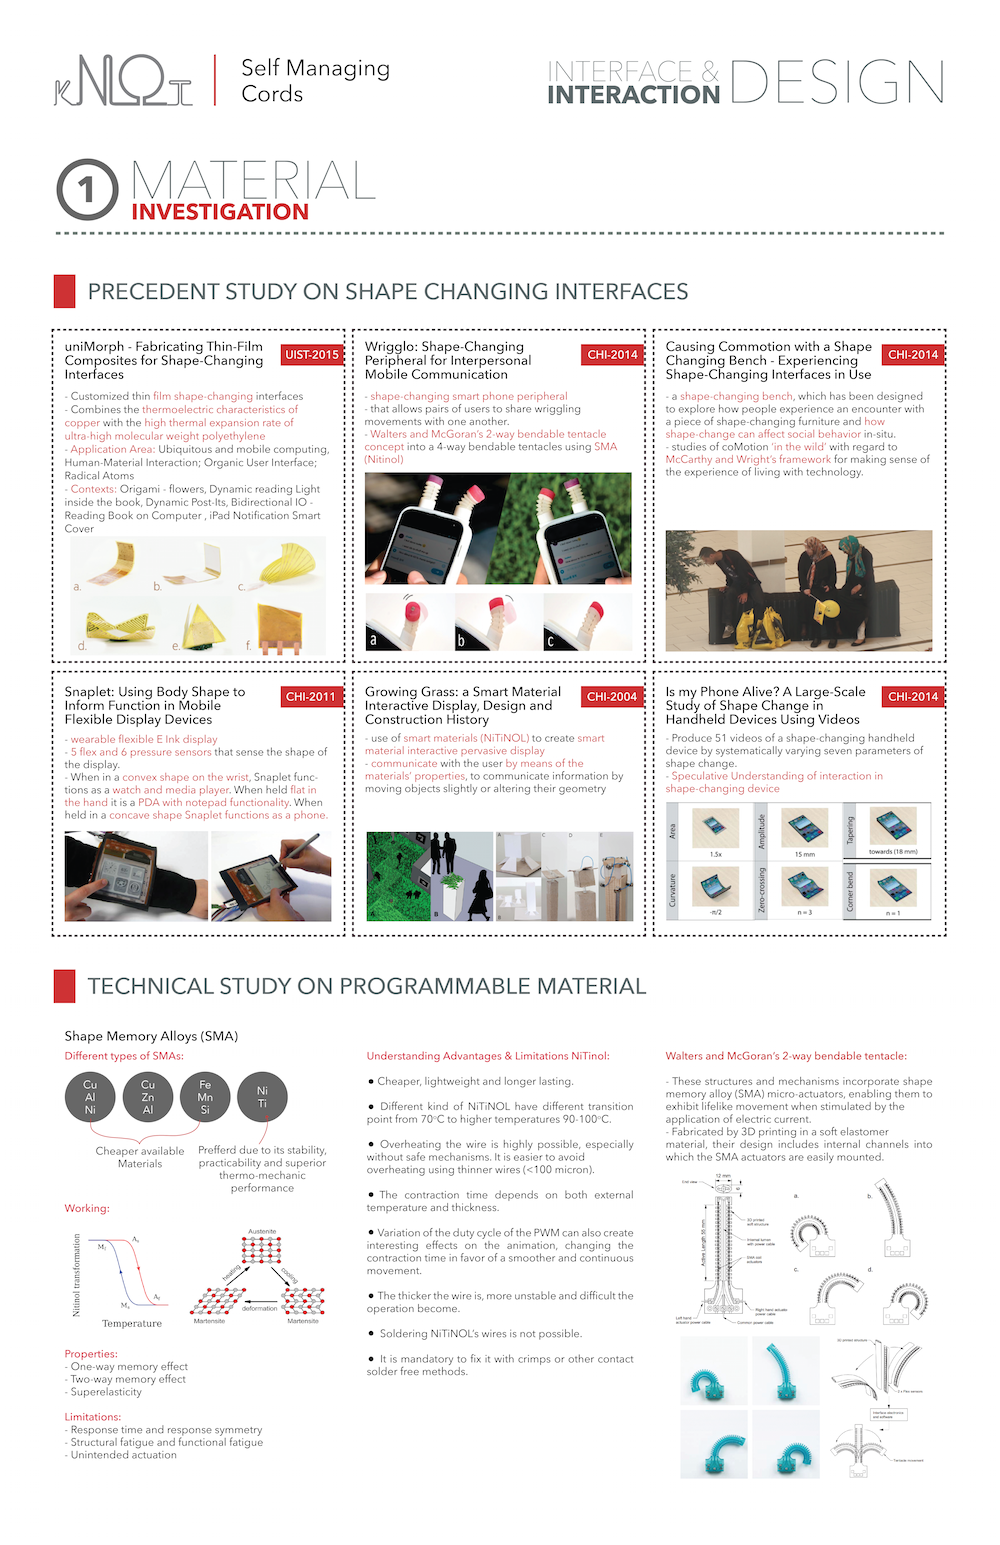 kNOT
Self Managing
Cords
INTERFACE &
INTERACTION
DESIGN
1
MATERIAL
INVESTIGATION
PRECEDENT STUDY ON SHAPE CHANGING INTERFACES
uniMorph - Fabricating Thin-Film
Composites for Shape-Changing
Interfaces
UIST-2015
- Customized thin film shape-changing interfaces
- Combines the thermoelectric characteristics of
copper with the high thermal expansion rate of
ultra-high molecular weight polyethylene
- Application Area: Ubiquitous and mobile computing,
Human-Material Interaction; Organic User Interface;
Radical Atoms
- Contexts: Origami - flowers, Dynamic reading Light
inside the book, Dynamic Post-Its, Bidirectional IO -
Reading Book on Computer , iPad Notification Smart
Cover
a.
b.
c.
d.
e.
f.
Wrigglo: Shape-Changing
Peripheral for Interpersonal
Mobile Communication
CHI-2014
- shape-changing smart phone peripheral
- that allows pairs of users to share wriggling
movements with one another.
- Walters and McGoran's 2-way bendable tentacle
concept into a 4-way bendable tentacles using SMA
(Nitinol)
a
b
c
Causing Commotion with a Shape
Changing Bench - Experiencing
Shape-Changing Interfaces in Use
CHI-2014
- a shape-changing bench, which has been designed
to explore how people experience an encounter with
a piece of shape-changing furniture and how
shape-change can affect social behavior in-situ.
- studies of coMotion 'in the wild' with regard to
McCarthy and Wright's framework for making sense of
the experience of living with technology.
Snaplet: Using Body Shape to
Inform Function in Mobile
Flexible Display Devices
CHI-2011
- wearable flexible E Ink display
- 5 flex and 6 pressure sensors that sense the shape of
the display.
- When in a convex shape on the wrist, Snaplet func-
tions as a watch and media player. When held flat in
the hand it is a PDA with notepad functionality. When
held in a concave shape Snaplet functions as a phone.
Growing Grass: a Smart Material
Interactive Display, Design and
Construction History
CHI-2004
- use of smart materials (NiTiNOL) to create smart
material interactive pervasive display
- communicate with the user by means of the
materials' properties, to communicate information by
moving objects slightly or altering their geometry
A
B
A
C
D
E
B
Is my Phone Alive? A Large-Scale
Study of Shape Change in
Handheld Devices Using Videos
CHI-2014
- Produce 51 videos of a shape-changing handheld
device by systematically varying seven parameters of
shape change.
- Speculative Understanding of interaction in
shape-changing device
Area
1.5x
Amplitude
15 mm
Tapering
towards (18 mm)
Curvature
-π/2
Zero-crossing
n = 3
Corner bend
n = 1
TECHNICAL STUDY ON PROGRAMMABLE MATERIAL
Shape Memory Alloys (SMA)
Different types of SMAs:
Cu
Al
Ni
Cu
Zn
Al
Fe
Mn
Si
Ni
Ti
Cheaper available
Materials
Prefferd due to its stability,
practicability and superior
thermo-mechanic
performance
Working:
Nitinol transformation
Mf
As
Ms
Af
Temperature
Austenite
heating
cooling
deformation
Martensite
Martensite
Properties:
- One-way memory effect
- Two-way memory effect
- Superelasticity
Limitations:
- Response time and response symmetry
- Structural fatigue and functional fatigue
- Unintended actuation
Understanding Advantages & Limitations NiTinol:
• Cheaper, lightweight and longer lasting.
• Different kind of NiTiNOL have different transition
point from 70°C to higher temperatures 90-100°C.
• Overheating the wire is highly possible, especially
without safe mechanisms. It is easier to avoid
overheating using thinner wires (<100 micron).
• The contraction time depends on both external
temperature and thickness.
• Variation of the duty cycle of the PWM can also create
interesting effects on the animation, changing the
contraction time in favor of a smoother and continuous
movement.
• The thicker the wire is, more unstable and difficult the
operation become.
• Soldering NiTiNOL's wires is not possible.
• It is mandatory to fix it with crimps or other contact
solder free methods.
Walters and McGoran's 2-way bendable tentacle:
- These structures and mechanisms incorporate shape
memory alloy (SMA) micro-actuators, enabling them to
exhibit lifelike movement when stimulated by the
application of electric current.
- Fabricated by 3D printing in a soft elastomer
material, their design includes internal channels into
which the SMA actuators are easily mounted.
12 mm
End view
Active Length 55 mm
3D printed
soft structure
Internal lumen
with power cable
SMA coil
actuators
Left hand
actuator power cable
Right hand actuator
power cable
Common power cable
a.
b.
c.
d.
3D printed structure
2 x Flex sensors
Interface electronics
and software
Tentacle movement